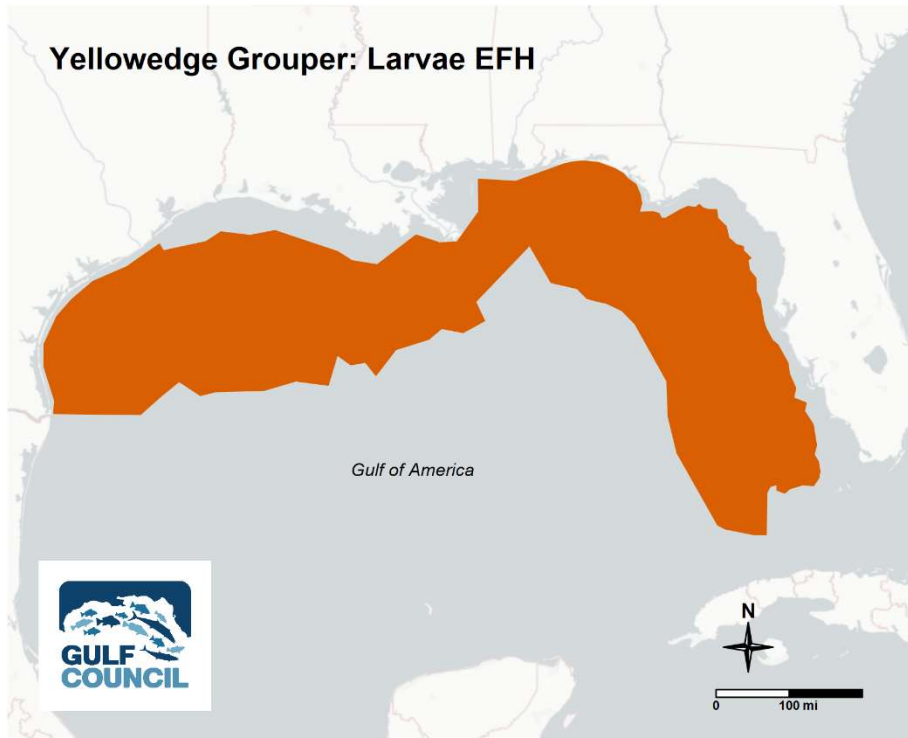 Yellowedge Grouper: Larvae EFH
Gulf of America
GULF
COUNCIL
N
0 100 mi